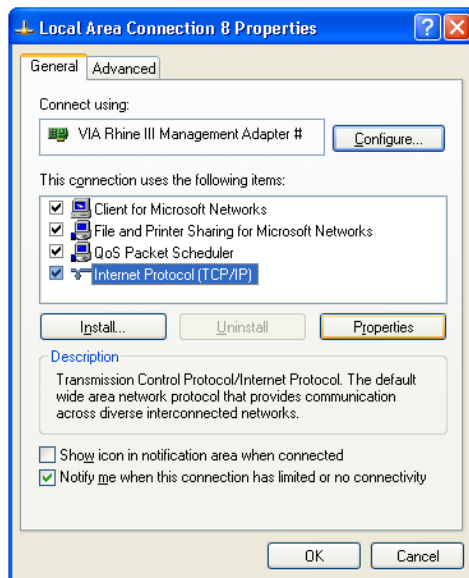 Local Area Connection 8 Properties
General
Advanced
Connect using:
VIA Rhine III Management Adapter #
Configure...
This connection uses the following items:
Client for Microsoft Networks
File and Printer Sharing for Microsoft Networks
QoS Packet Scheduler
Internet Protocol (TCP/IP)
Install...
Uninstall
Properties
Description
Transmission Control Protocol/Internet Protocol. The default
wide area network protocol that provides communication
across diverse interconnected networks.
Show icon in notification area when connected
Notify me when this connection has limited or no connectivity
OK
Cancel